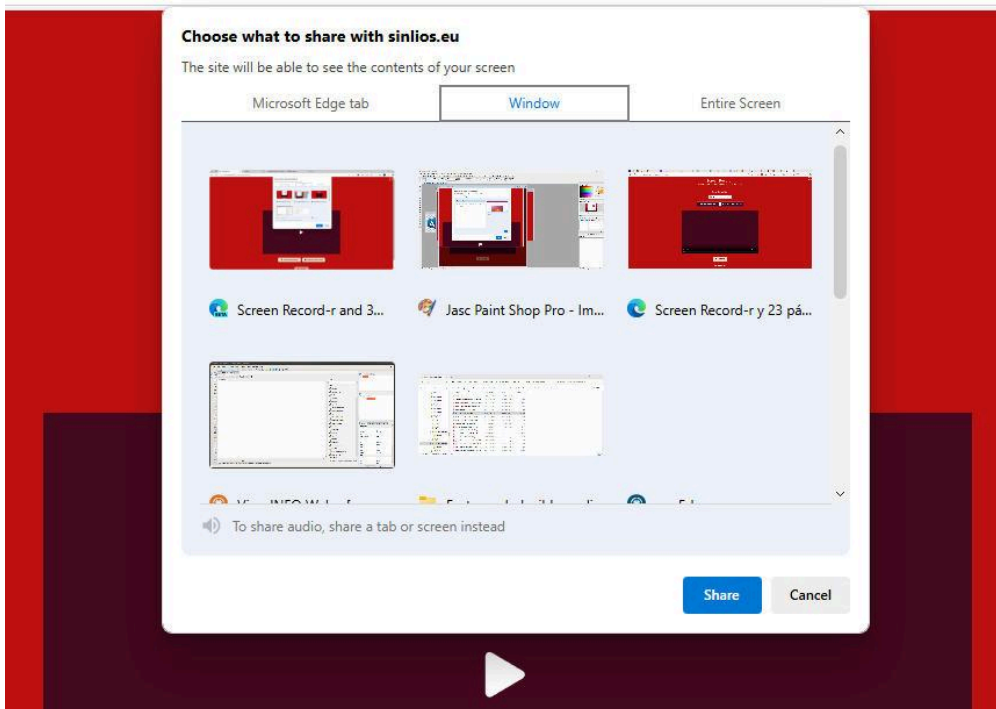 Choose what to share with sinlios.eu
The site will be able to see the contents of your screen
Microsoft Edge tab
Window
Entire Screen
Screen Record-r and 3...
Jasc Paint Shop Pro - Im...
Screen Record-r y 23 pá...
To share audio, share a tab or screen instead
Share
Cancel